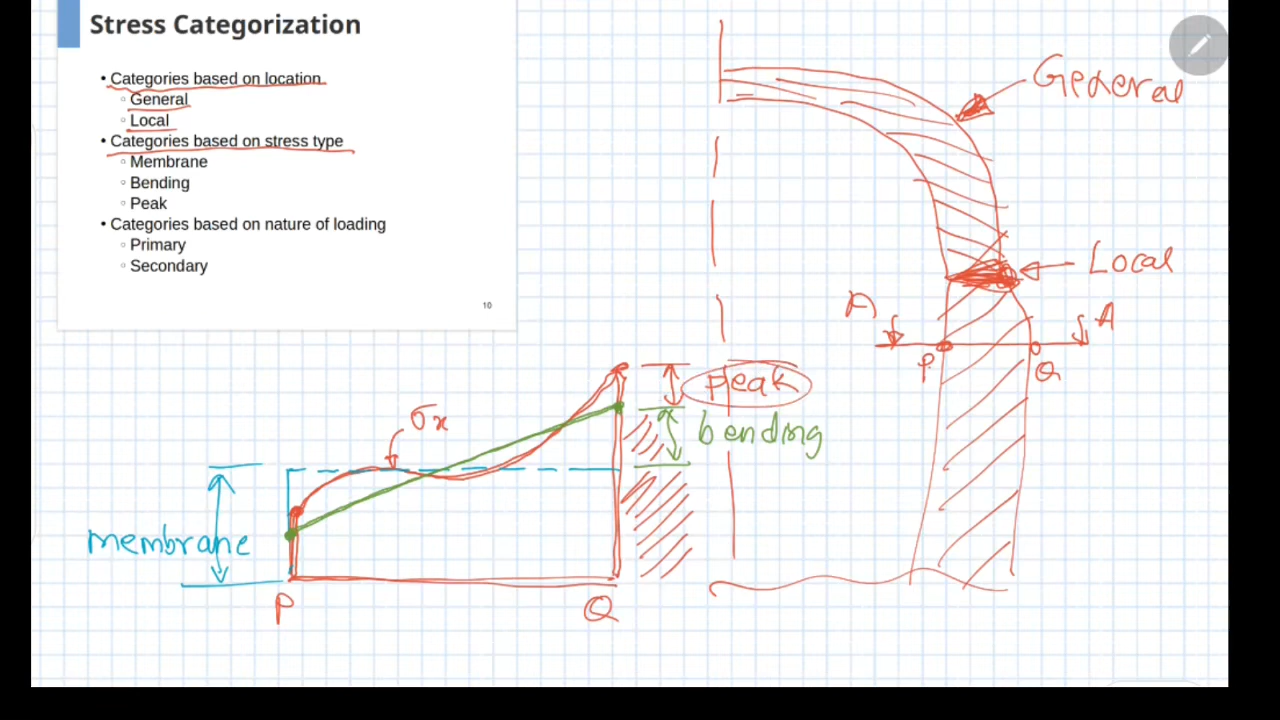 Stress Categorization
• Categories based on location
◦ General
◦ Local
• Categories based on stress type
◦ Membrane
◦ Bending
◦ Peak
• Categories based on nature of loading
◦ Primary
◦ Secondary
10
General
Local
A
A
P
Q
peak
bending
σx
membrane
P
Q